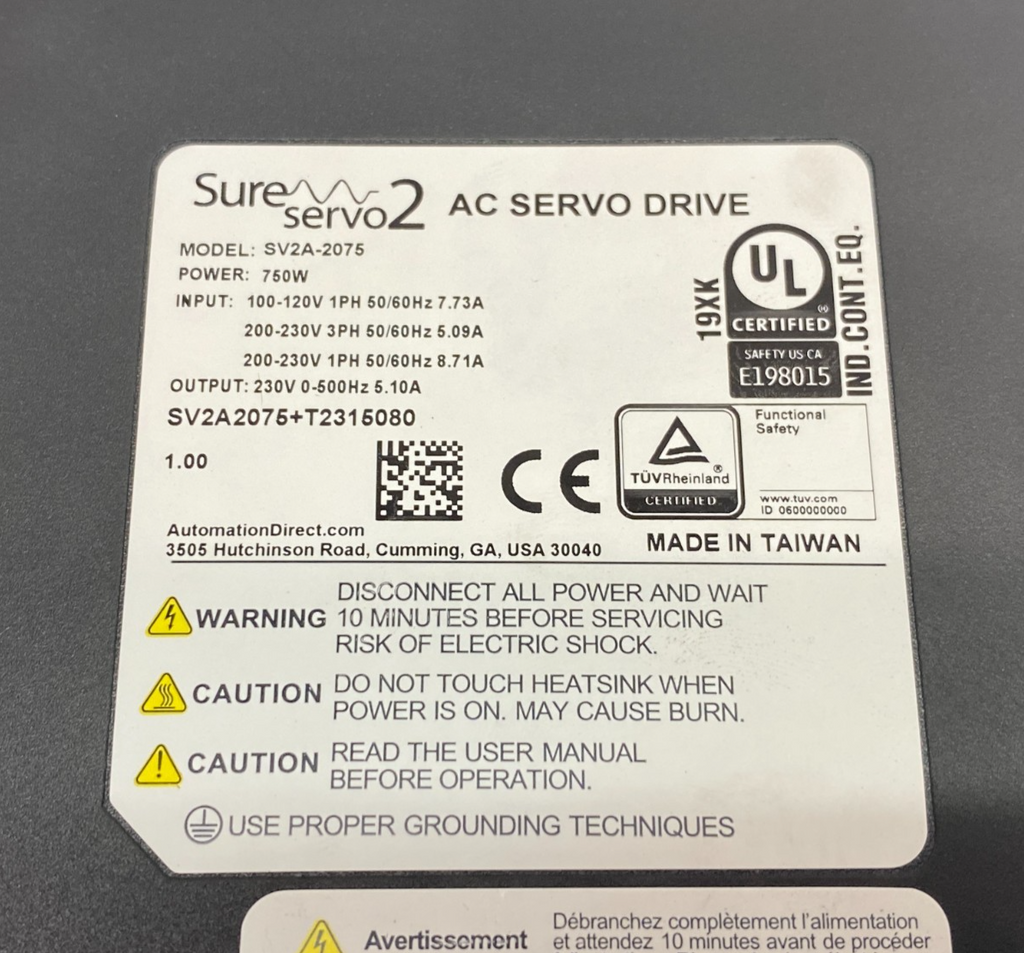 Sure servo2 AC SERVO DRIVE
MODEL: SV2A-2075
POWER: 750W
INPUT: 100-120V 1PH 50/60Hz 7.73A
200-230V 3PH 50/60Hz 5.09A
200-230V 1PH 50/60Hz 8.71A
OUTPUT: 230V 0-500Hz 5.10A
SV2A2075+T2315080
1.00
19XK
UL
®
CERTIFIED
SAFETY US CA
E198015
IND.CONT.EQ.
CE
TÜVRheinland®
CERTIFIED
Functional
Safety
www.tuv.com
ID 0600000000
AutomationDirect.com
3505 Hutchinson Road, Cumming, GA, USA 30040
MADE IN TAIWAN
WARNING
DISCONNECT ALL POWER AND WAIT
10 MINUTES BEFORE SERVICING
RISK OF ELECTRIC SHOCK.
CAUTION
DO NOT TOUCH HEATSINK WHEN
POWER IS ON. MAY CAUSE BURN.
CAUTION
READ THE USER MANUAL
BEFORE OPERATION.
USE PROPER GROUNDING TECHNIQUES
Avertissement
Débranchez complètement l'alimentation
et attendez 10 minutes avant de procéder